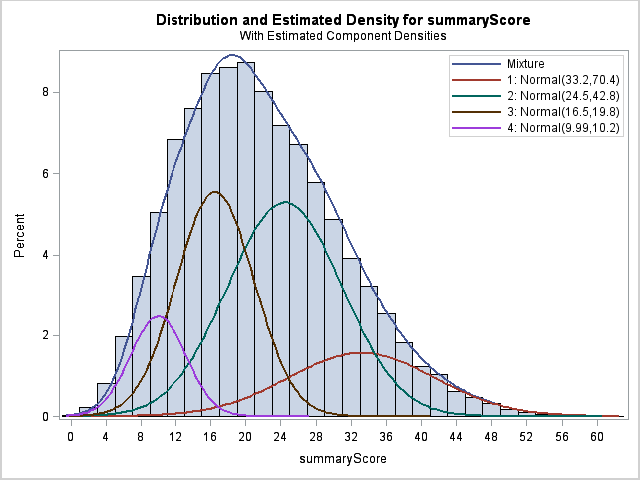 Distribution and Estimated Density for summaryScore
With Estimated Component Densities
Mixture
1: Normal(33.2,70.4)
2: Normal(24.5,42.8)
3: Normal(16.5,19.8)
4: Normal(9.99,10.2)
Percent
8
6
4
2
0
0 4 8 12 16 20 24 28 32 36 40 44 48 52 56 60
summaryScore